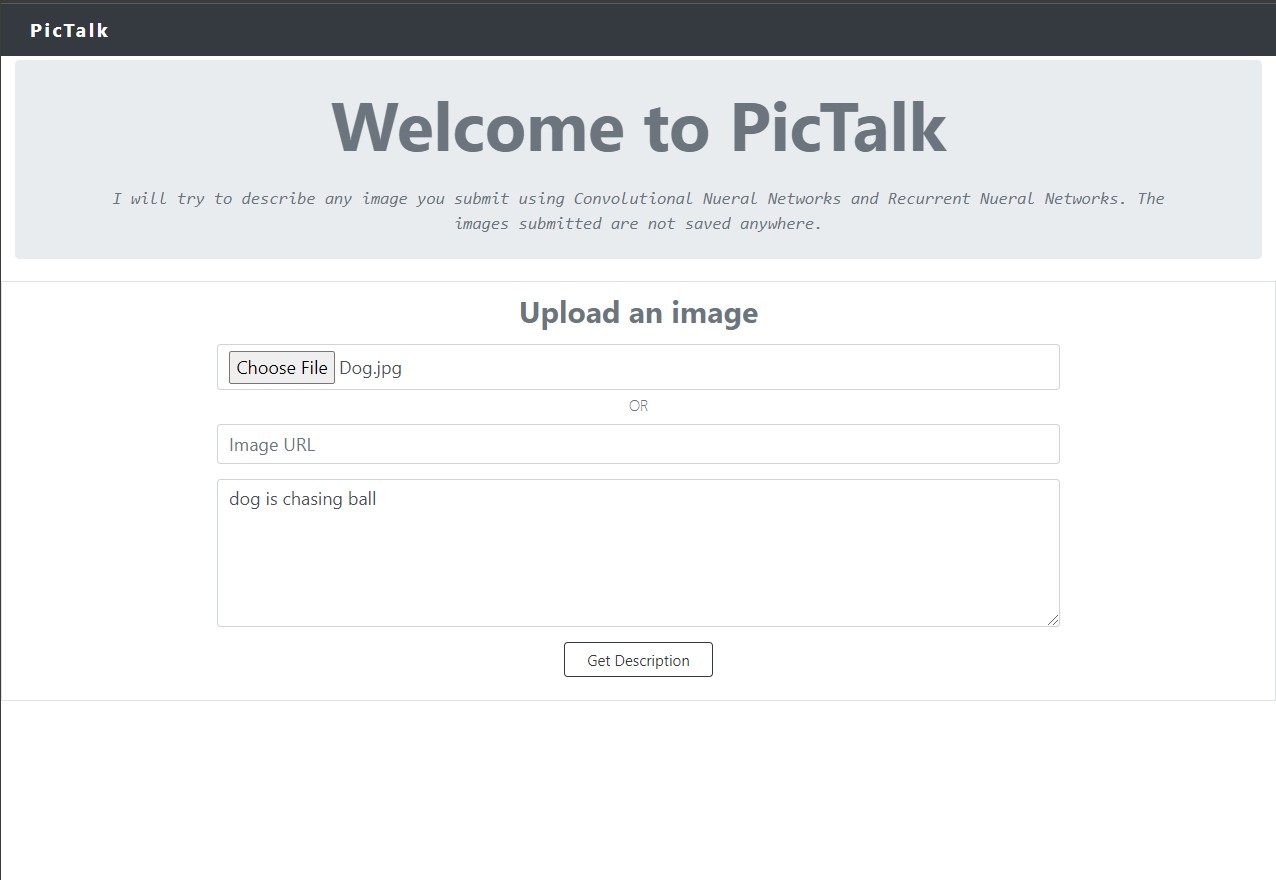 PicTalk
Welcome to PicTalk
I will try to describe any image you submit using Convolutional Nueral Networks and Recurrent Nueral Networks. The
images submitted are not saved anywhere.
Upload an image
Choose File Dog.jpg
OR
Image URL
dog is chasing ball
Get Description